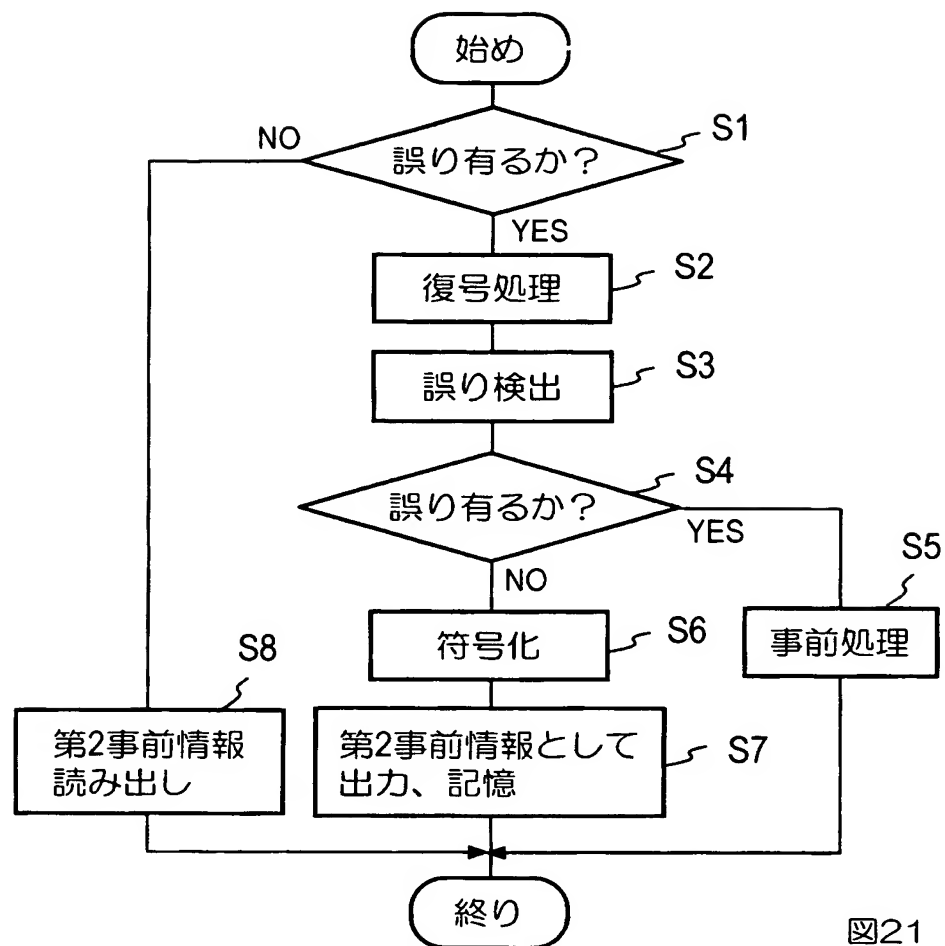 始め
NO
S1
誤り有るか？
YES
復号処理
S2
誤り検出
S3
誤り有るか？
S4
YES
NO
S5
事前処理
符号化
S6
S8
第2事前情報
読み出し
第2事前情報として
出力、記憶
S7
終り
図21